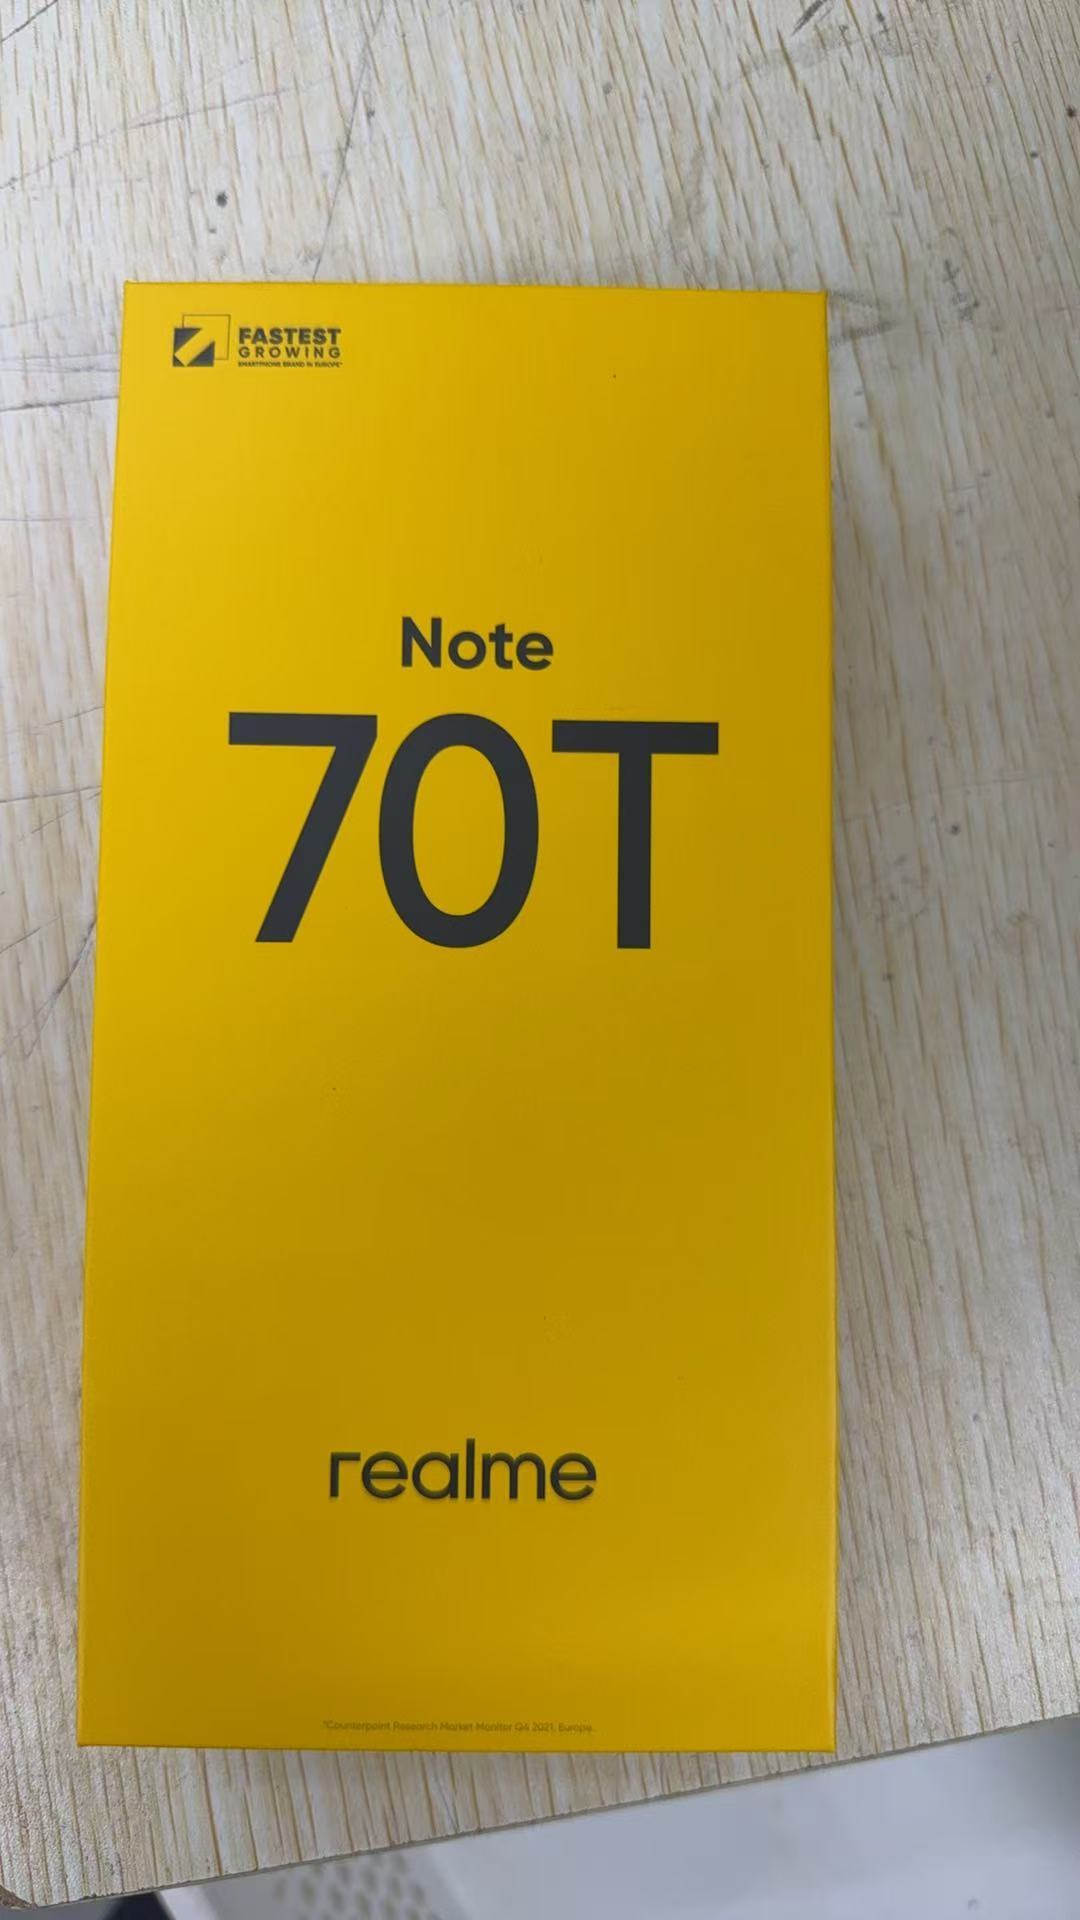 FASTEST
GROWING
SMARTPHONE BRAND IN EUROPE*
Note
70T
realme
*Counterpoint Research Market Monitor Q4 2021, Europe.